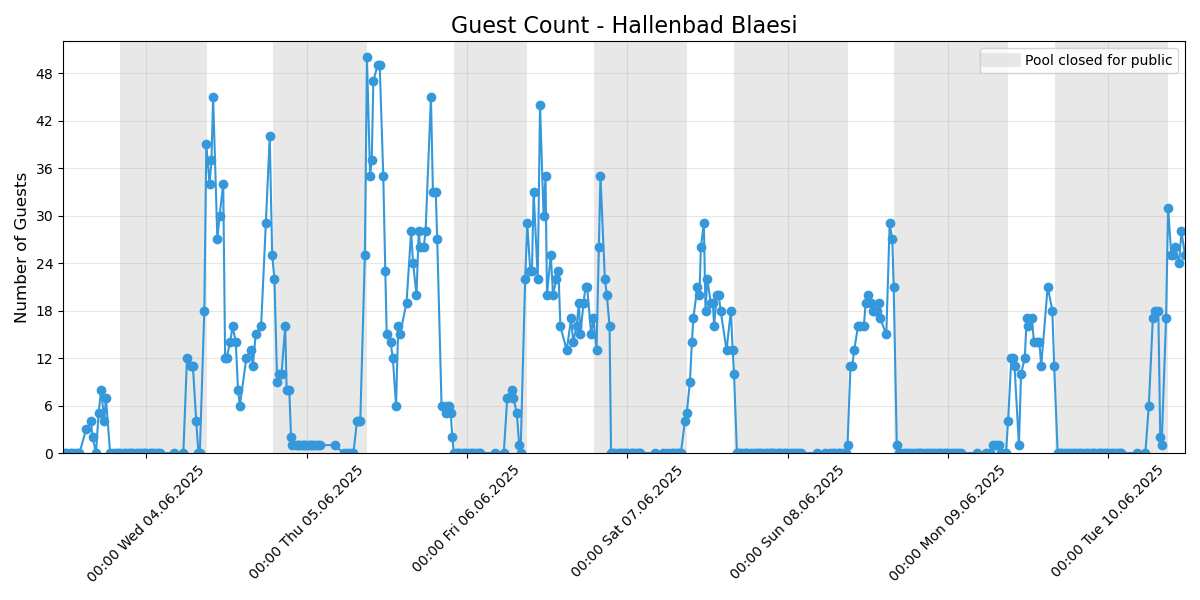 Guest Count - Hallenbad Blaesi
Pool closed for public
Number of Guests
48
42
36
30
24
18
12
6
0
00:00 Wed 04.06.2025
00:00 Thu 05.06.2025
00:00 Fri 06.06.2025
00:00 Sat 07.06.2025
00:00 Sun 08.06.2025
00:00 Mon 09.06.2025
00:00 Tue 10.06.2025